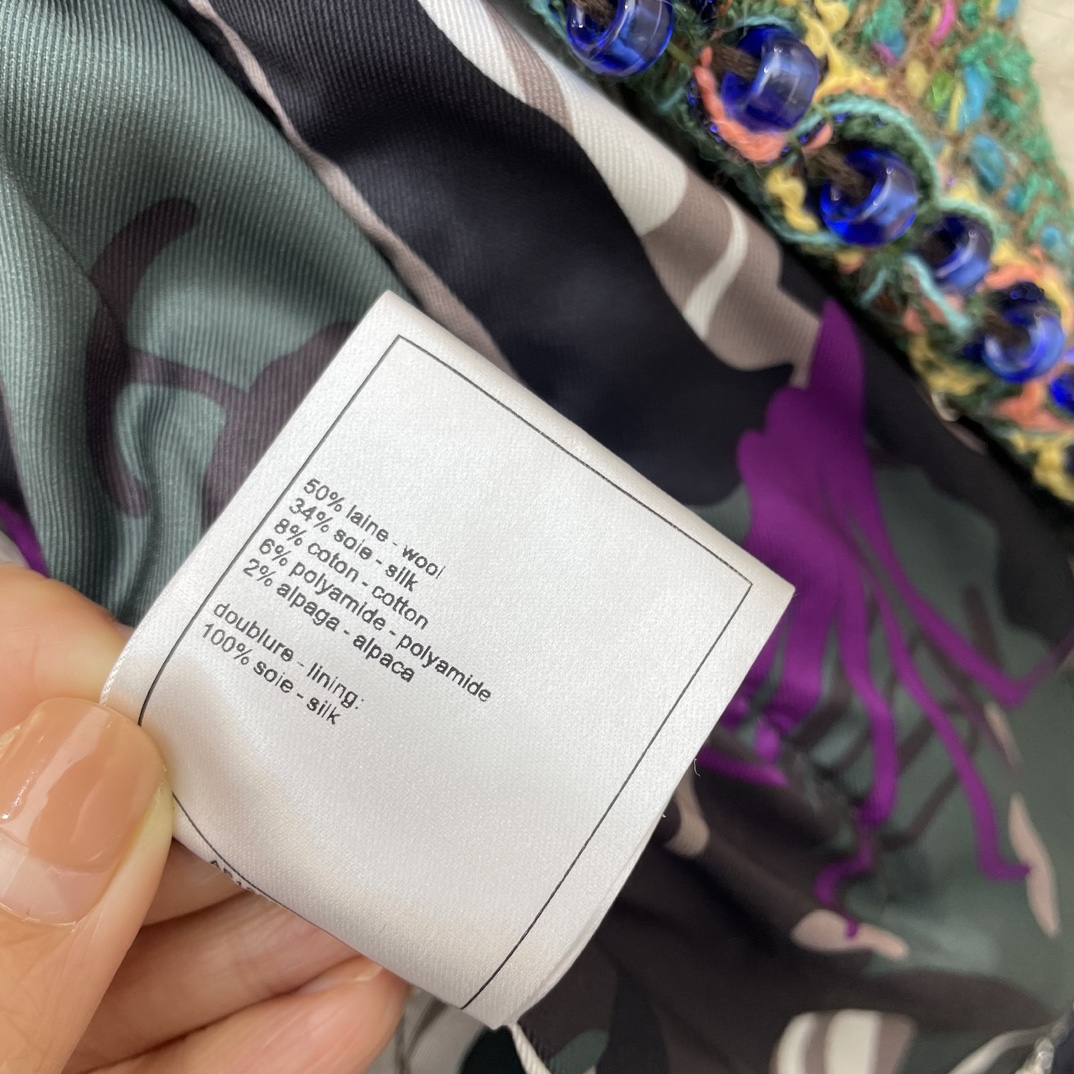 50% laine - wool
34% soie - silk
8% coton - cotton
6% polyamide - polyamide
2% alpaga - alpaca
doublure - lining:
100% soie - silk